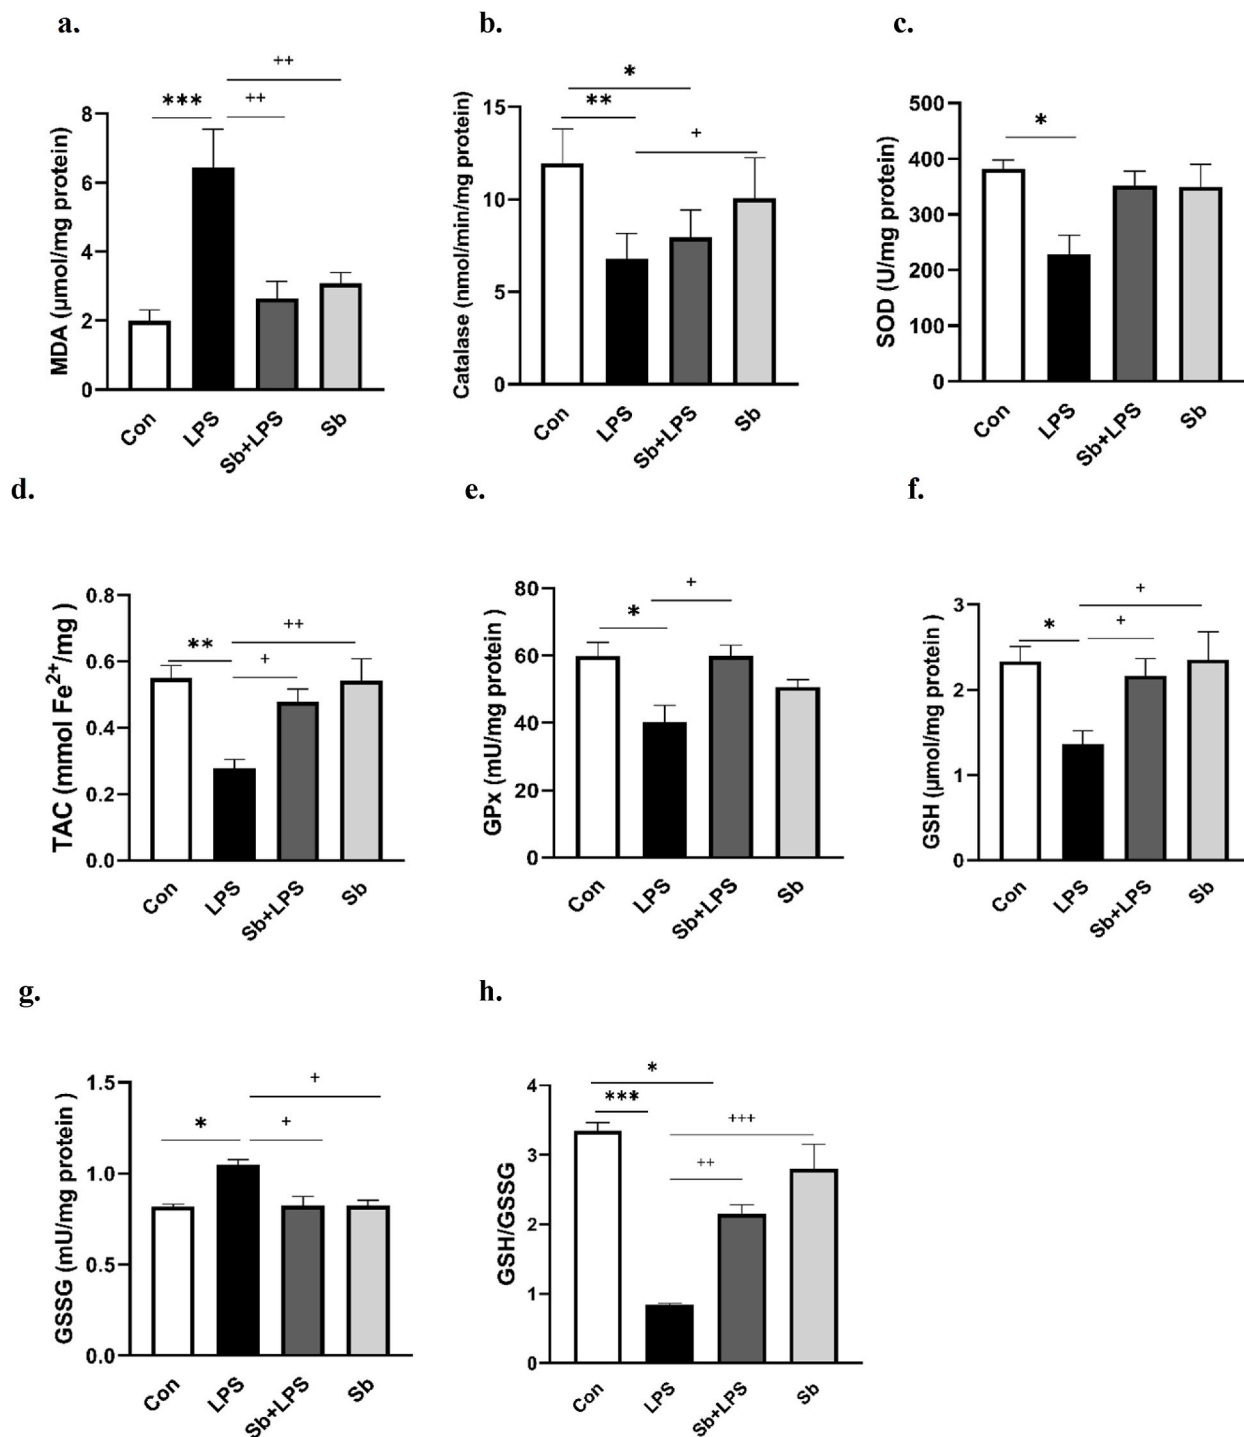 a.
b.
c.
++
*** ++
*
**
+
*
MDA (µmol/mg protein)
8
6
4
2
0
Con LPS Sb+LPS Sb
Catalase (nmol/min/mg protein)
15
10
5
0
Con LPS Sb+LPS Sb
SOD (U/mg protein)
500
400
300
200
100
0
Con LPS Sb+LPS Sb
d.
e.
f.
TAC (mmol Fe²⁺/mg )
0.8
0.6
0.4
0.2
0.0
** ++
+
Con LPS Sb+LPS Sb
GPx (mU/mg protein )
80
60
40
20
0
+
*
Con LPS Sb+LPS Sb
GSH (µmol/mg protein )
3
2
1
0
+
* +
Con LPS Sb+LPS Sb
g.
h.
GSSG (mU/mg protein )
1.5
1.0
0.5
0.0
+
* +
Con LPS Sb+LPS Sb
GSH/GSSG
4
3
2
1
0
*
***
+++
++
Con LPS Sb+LPS Sb